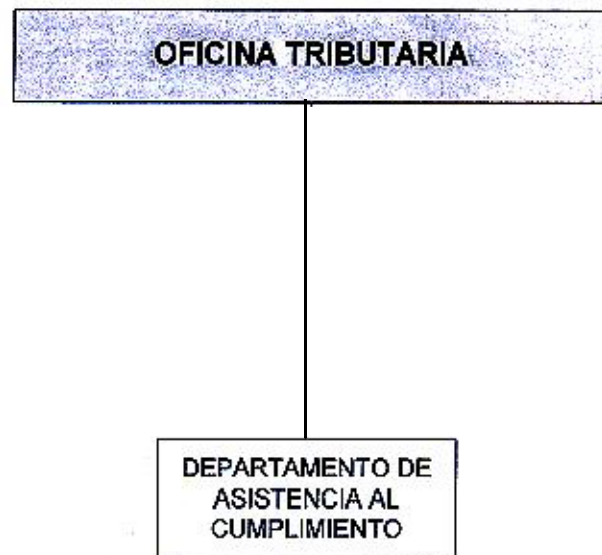 OFICINA TRIBUTARIA
DEPARTAMENTO DE
ASISTENCIA AL
CUMPLIMIENTO